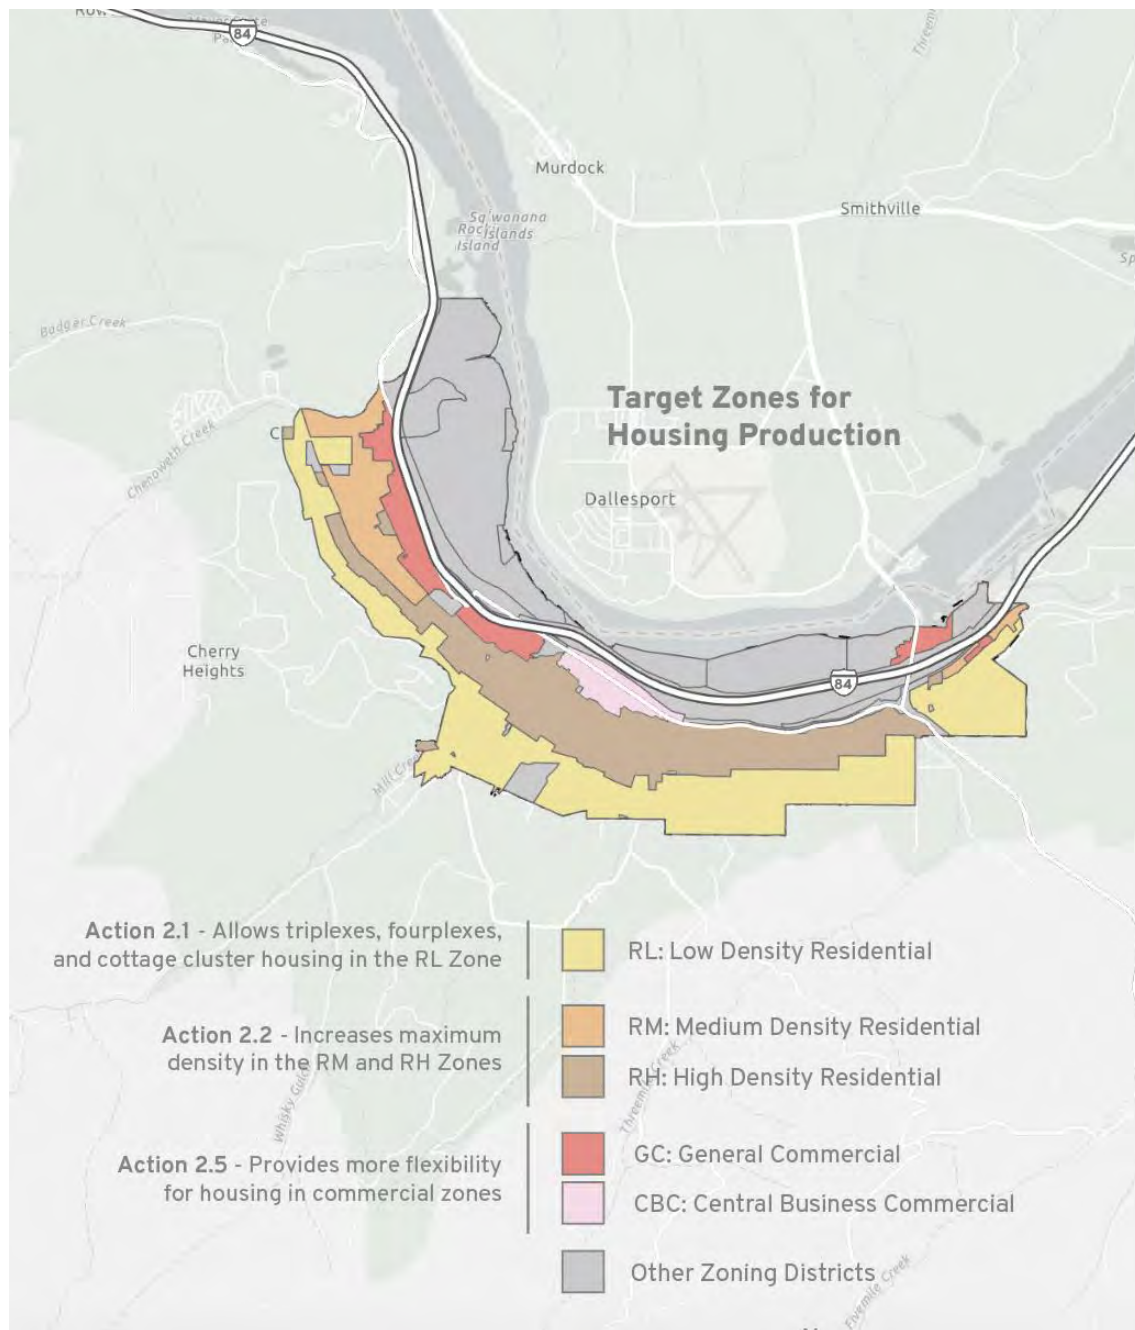 84
Murdock
Smithville
Sq'wanana
Rock Islands
Island
Badger Creek
Target Zones for
Housing Production
Chenoweth Creek
Dallesport
Cherry
Heights
84
Mill Creek
Action 2.1 - Allows triplexes, fourplexes,
and cottage cluster housing in the RL Zone
RL: Low Density Residential
Action 2.2 - Increases maximum
density in the RM and RH Zones
RM: Medium Density Residential
RH: High Density Residential
Whisky Gulch
Threemile Creek
Action 2.5 - Provides more flexibility
for housing in commercial zones
GC: General Commercial
CBC: Central Business Commercial
Other Zoning Districts
Fivemile Creek